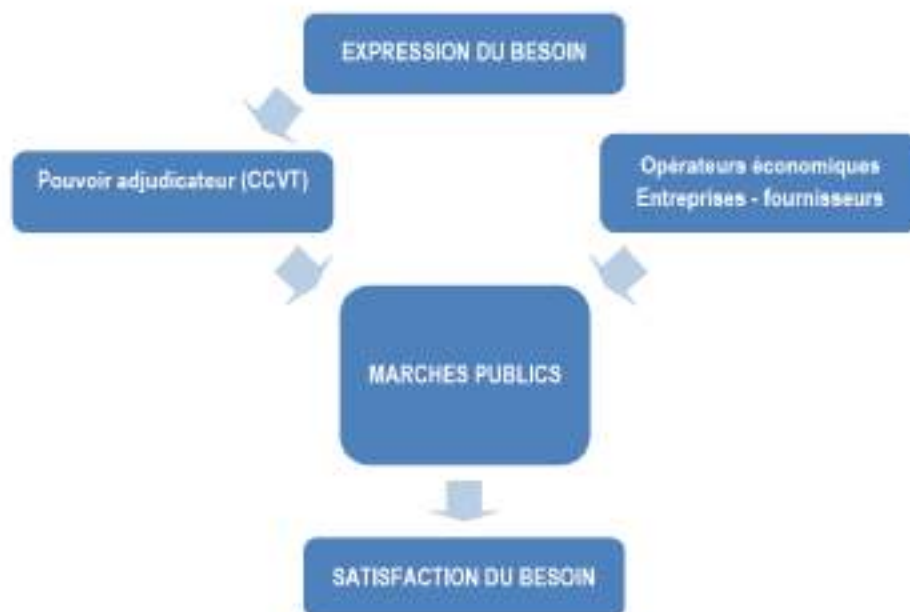 EXPRESSION DU BESOIN
Pouvoir adjudicateur (CCVT)
Opérateurs économiques
Entreprises - fournisseurs
MARCHES PUBLICS
SATISFACTION DU BESOIN